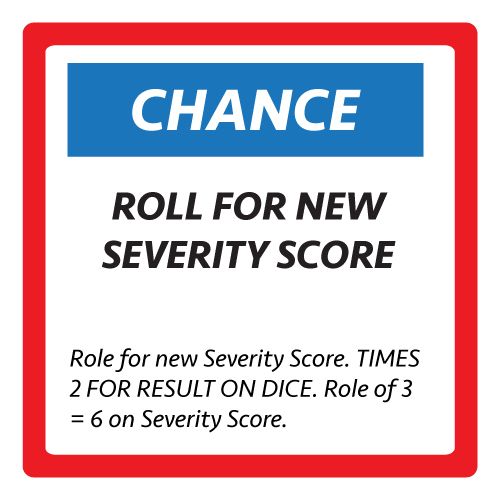 CHANCE
ROLL FOR NEW
SEVERITY SCORE
Role for new Severity Score. TIMES
2 FOR RESULT ON DICE. Role of 3
= 6 on Severity Score.